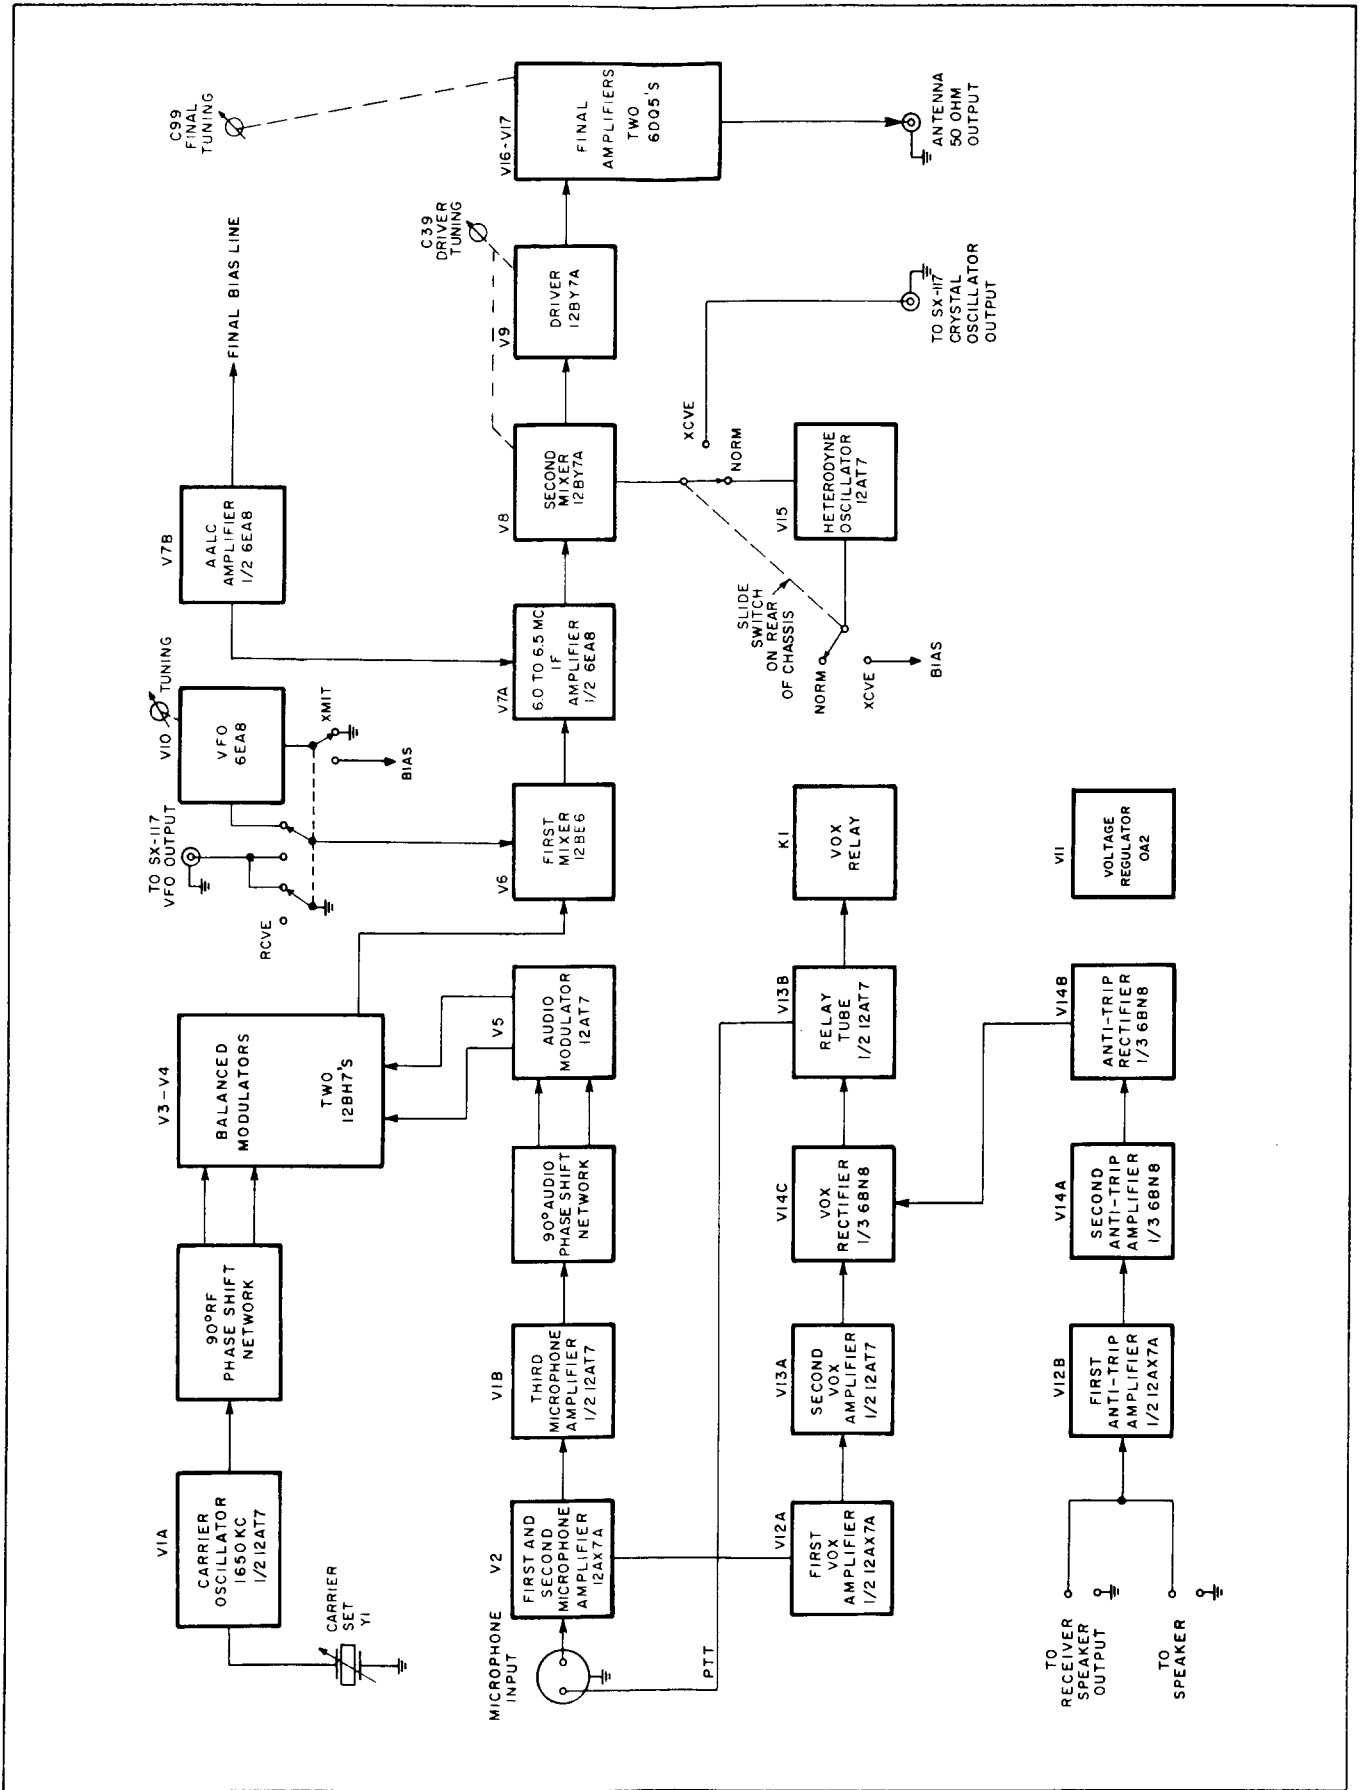 C99
FINAL
TUNING
FINAL BIAS LINE
V16-V17
FINAL
AMPLIFIERS
TWO
6DQ5'S
ANTENNA
50 OHM
OUTPUT
C39
DRIVER
TUNING
V9
DRIVER
12BY7A
TO SX-117
CRYSTAL
OSCILLATOR
OUTPUT
V7B
AALC
AMPLIFIER
1/2 6EA8
V8
SECOND
MIXER
12BY7A
XCVE
NORM
V15
HETERODYNE
OSCILLATOR
12AT7
SLIDE
SWITCH
ON REAR
OF CHASSIS
NORM
XCVE
BIAS
V7A
6.0 TO 6.5 MC
IF
AMPLIFIER
1/2 6EA8
V10
TUNING
VFO
6EA8
XMIT
BIAS
TO SX-117
VFO OUTPUT
RCVE
V6
FIRST
MIXER
12BE6
K1
VOX
RELAY
V11
VOLTAGE
REGULATOR
OA2
V3-V4
BALANCED
MODULATORS
TWO
12BH7'S
V5
AUDIO
MODULATOR
12AT7
V13B
RELAY
TUBE
1/2 12AT7
V14B
ANTI-TRIP
RECTIFIER
1/3 6BN8
90° RF
PHASE SHIFT
NETWORK
90° AUDIO
PHASE SHIFT
NETWORK
V14C
VOX
RECTIFIER
1/3 6BN8
V14A
SECOND
ANTI-TRIP
AMPLIFIER
1/3 6BN8
V1B
THIRD
MICROPHONE
AMPLIFIER
1/2 12AT7
V13A
SECOND
VOX
AMPLIFIER
1/2 12AT7
V12B
FIRST
ANTI-TRIP
AMPLIFIER
1/2 12AX7A
V1A
CARRIER
OSCILLATOR
1650 KC
1/2 12AT7
CARRIER
SET
Y1
V2
FIRST AND
SECOND
MICROPHONE
AMPLIFIER
12AX7A
MICROPHONE
INPUT
PTT
V12A
FIRST
VOX
AMPLIFIER
1/2 12AX7A
TO
RECEIVER
SPEAKER
OUTPUT
TO
SPEAKER